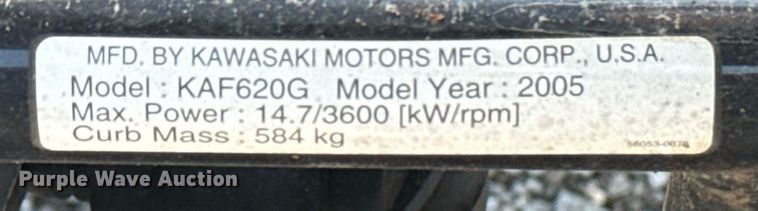 MFD. BY KAWASAKI MOTORS MFG. CORP., U.S.A.
Model : KAF620G Model Year : 2005
Max. Power : 14.7/3600 [kW/rpm]
Curb Mass : 584 kg
Purple Wave Auction